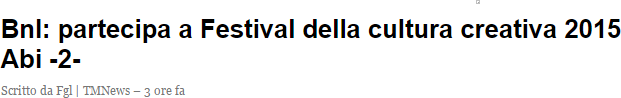 Bnl: partecipa a Festival della cultura creativa 2015
Abi -2-
Scritto da Fgl | TMNews – 3 ore fa